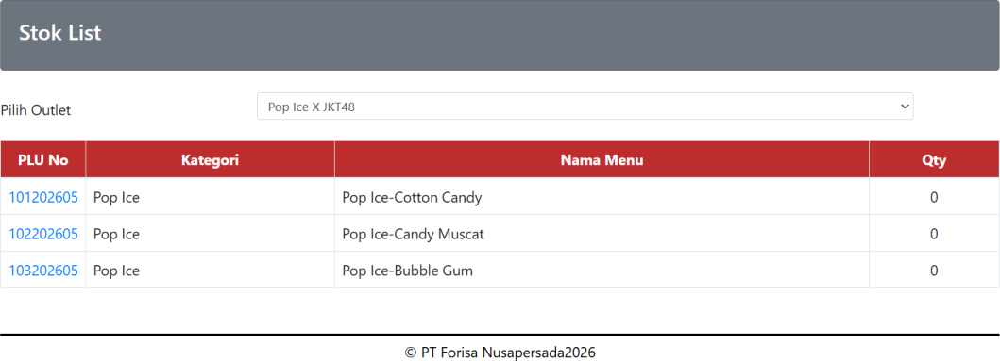 Stok List
Pilih Outlet Pop Ice X JKT48
PLU No Kategori Nama Menu Qty
101202605 Pop Ice Pop Ice-Cotton Candy 0
102202605 Pop Ice Pop Ice-Candy Muscat 0
103202605 Pop Ice Pop Ice-Bubble Gum 0
© PT Forisa Nusapersada2026